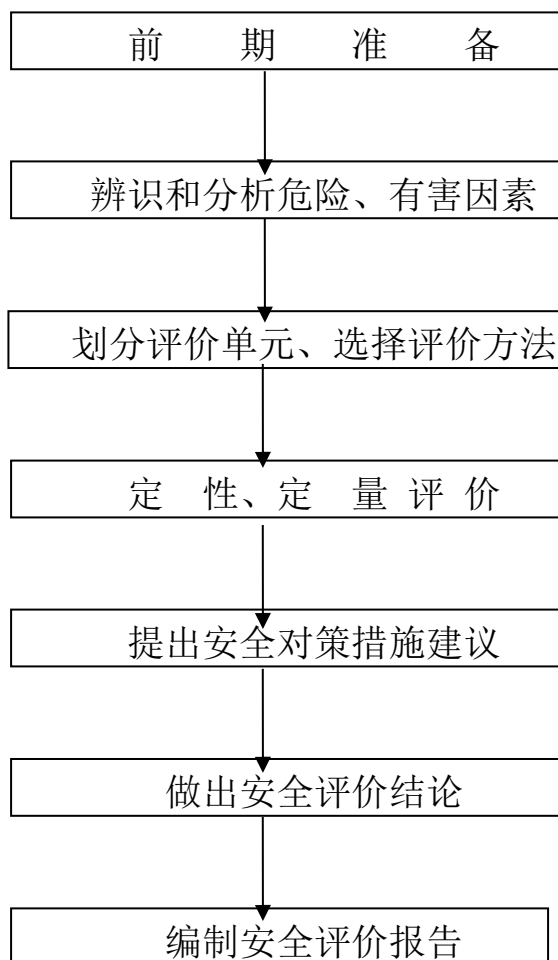 前期准备
辨识和分析危险、有害因素
划分评价单元、选择评价方法
定性、定量评价
提出安全对策措施建议
做出安全评价结论
编制安全评价报告